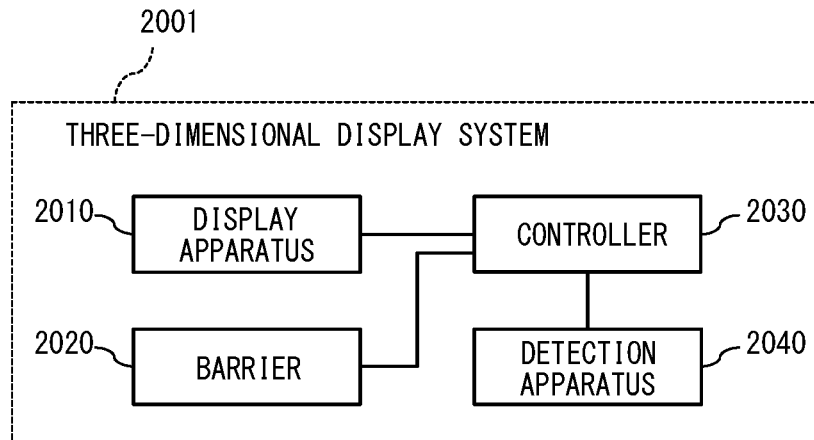 2001
THREE-DIMENSIONAL DISPLAY SYSTEM
2010
DISPLAY
APPARATUS
CONTROLLER
2030
2020
BARRIER
DETECTION
APPARATUS
2040